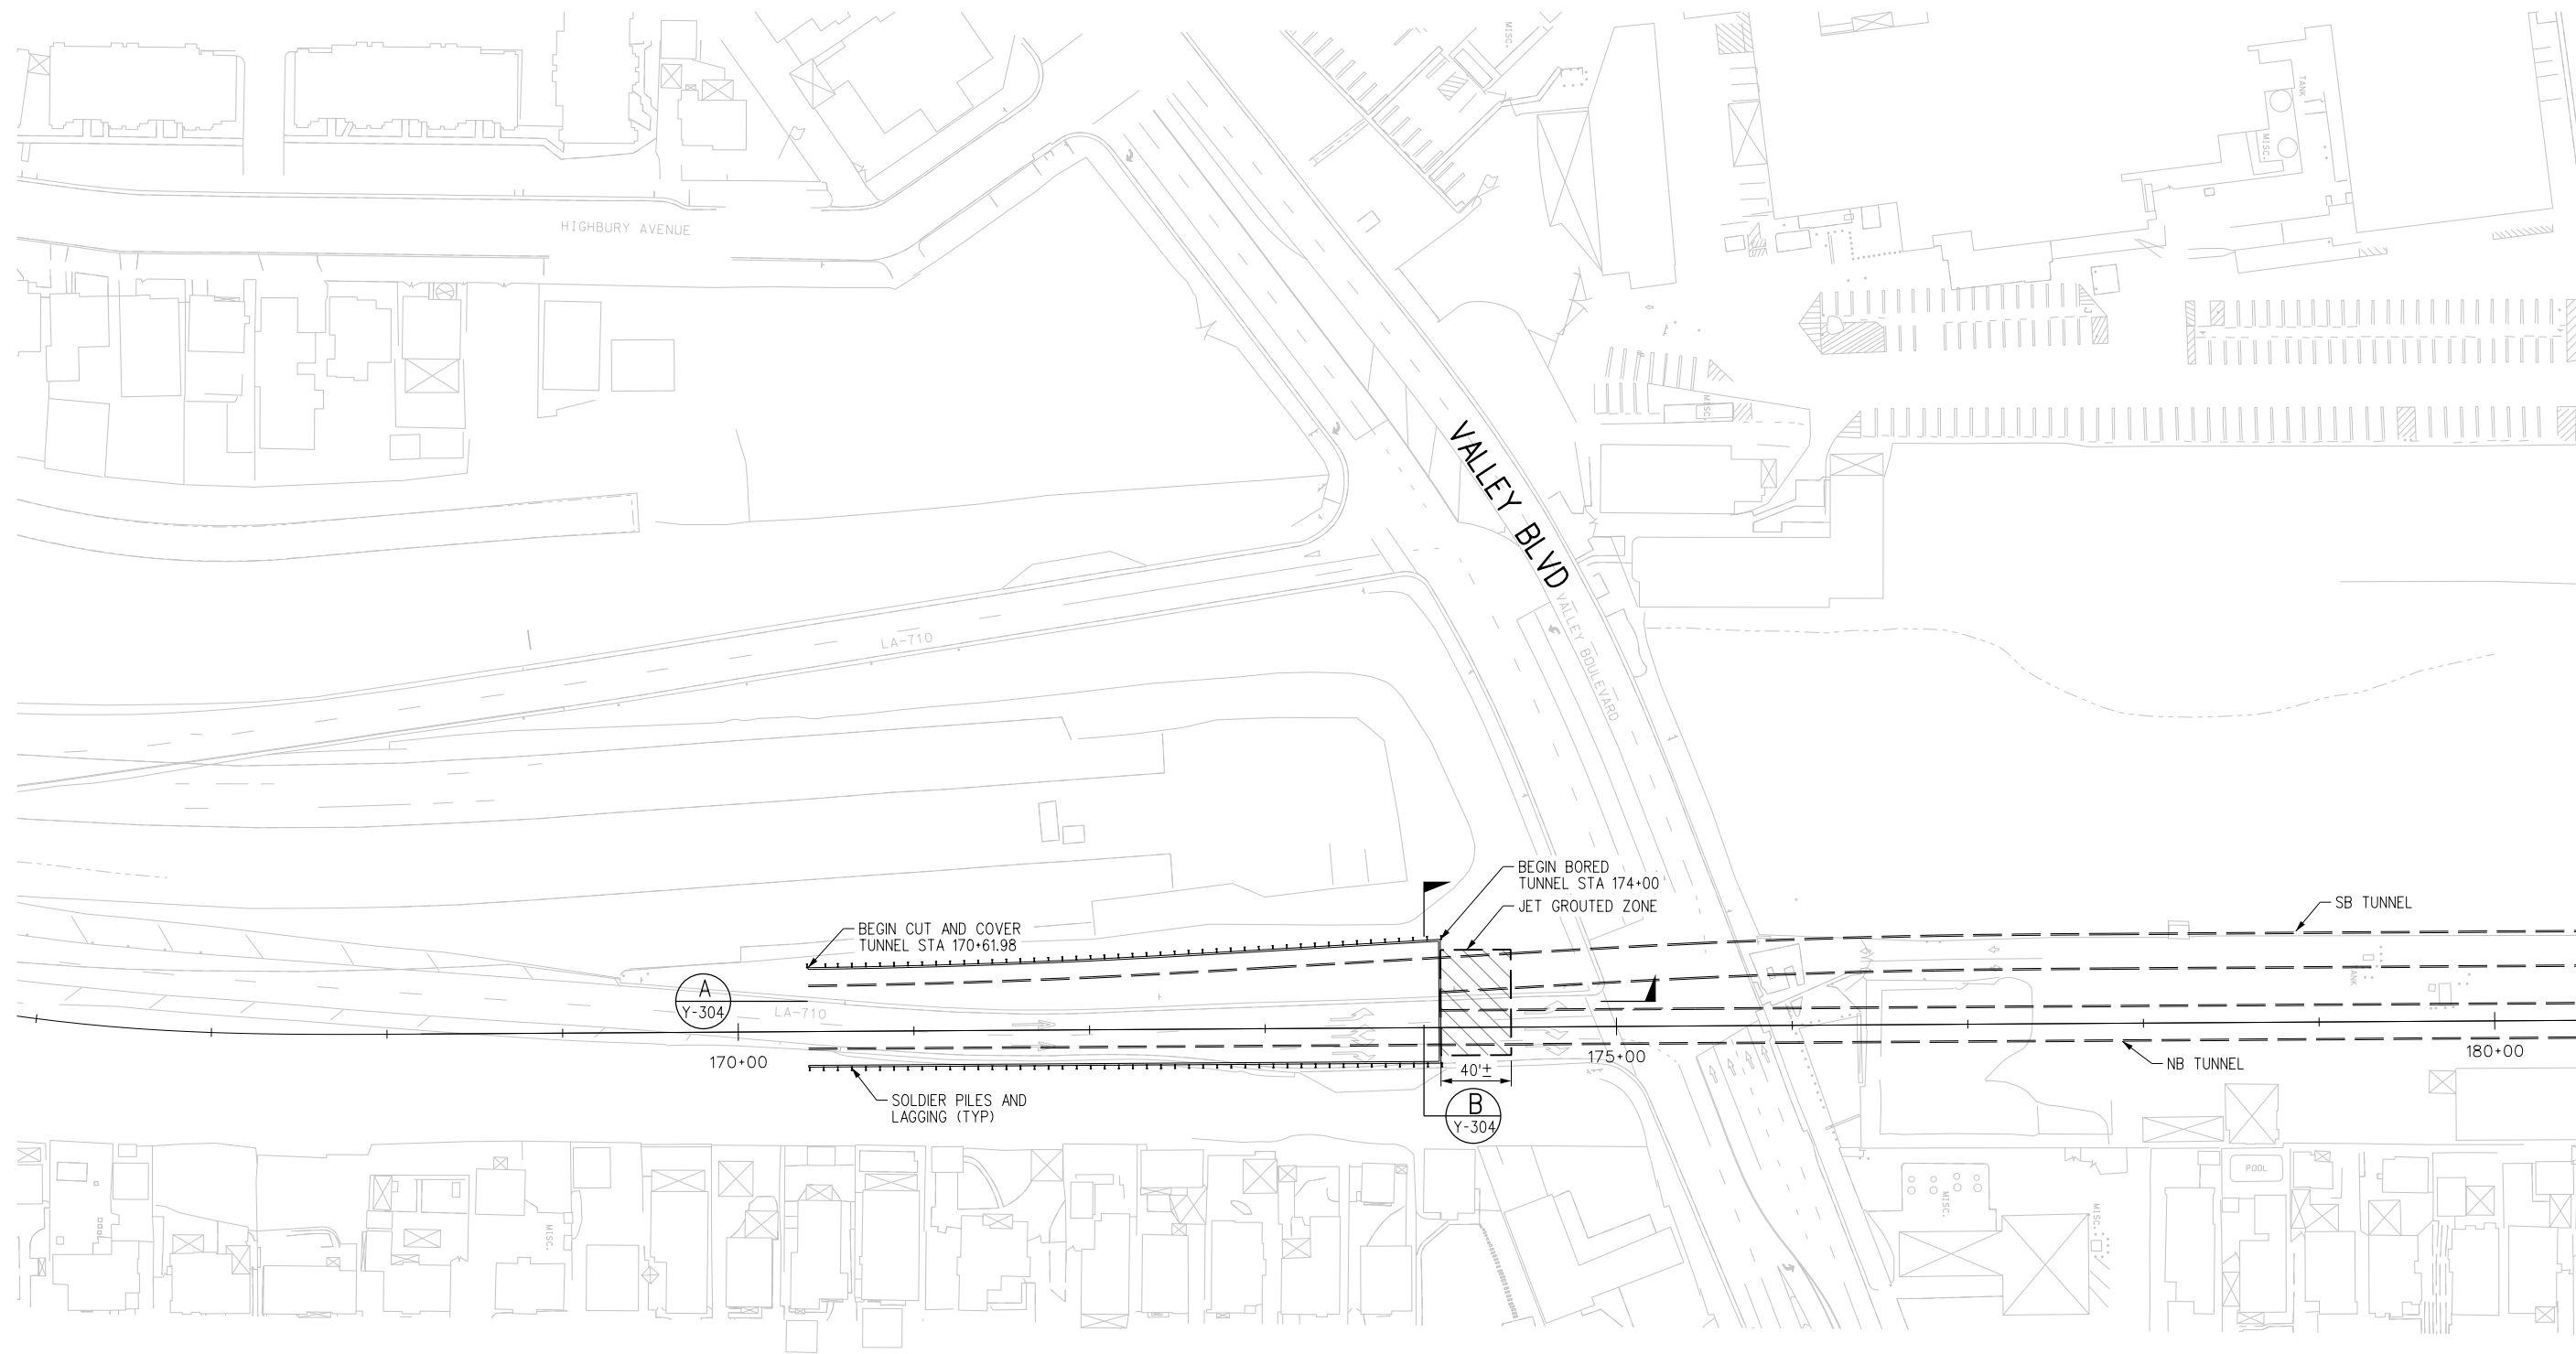 MISC.
TANK
MISC.
HIGHBURY AVENUE
MISC.
VALLEY BLVD
VALLEY BOULEVARD
LA-710
BEGIN BORED
TUNNEL STA 174+00
JET GROUTED ZONE
SB TUNNEL
BEGIN CUT AND COVER
TUNNEL STA 170+61.98
A
Y-304
LA-710
170+00
175+00
180+00
40'±
NB TUNNEL
SOLDIER PILES AND
LAGGING (TYP)
B
Y-304
POOL
MISC.
MISC.
MISC.